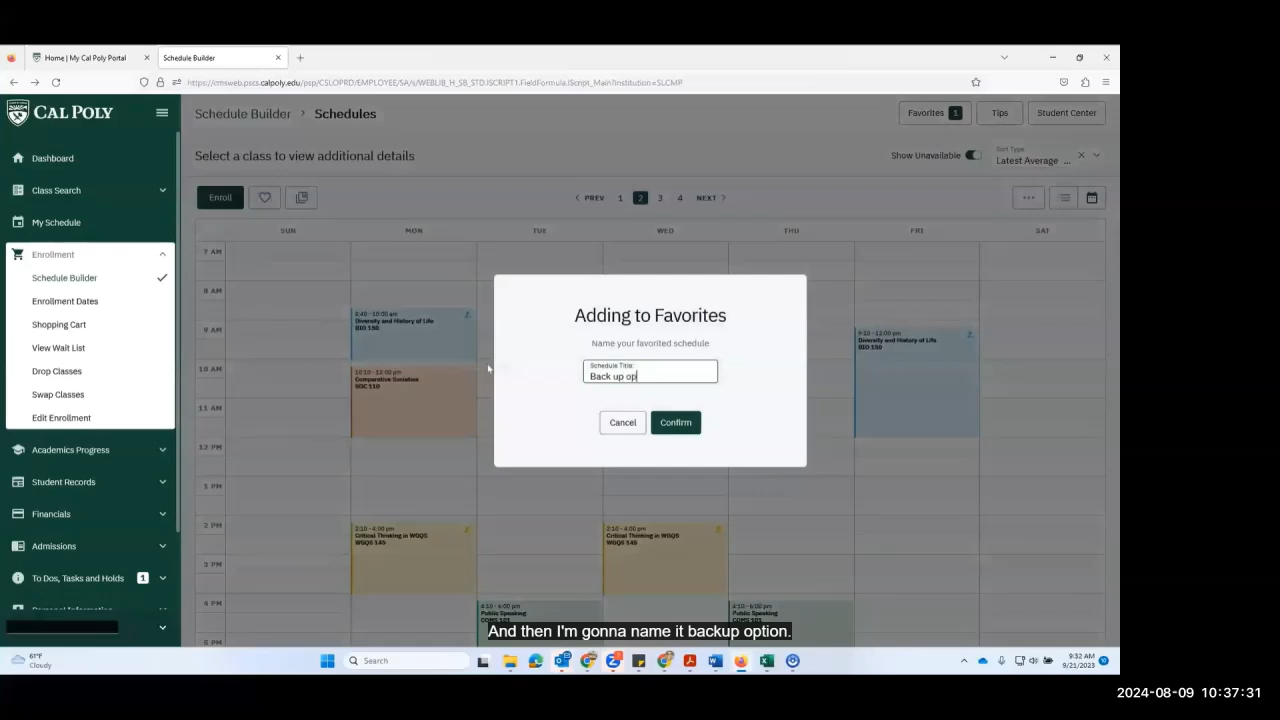 Home | My Cal Poly Portal
Schedule Builder
https://cmsweb.pscs.calpoly.edu/psp/CSLOPRD/EMPLOYEE/SA/s/WEBLIB_H_SB_STD.ISCRIPT1.FieldFormula.IScript_Main?institution=SLCMP
CAL POLY
Schedule Builder > Schedules
Favorites 1
Tips
Student Center
Select a class to view additional details
Show Unavailable
Sort Type:
Latest Average ...
Dashboard
Class Search
My Schedule
Enrollment
Schedule Builder
Enrollment Dates
Shopping Cart
View Wait List
Drop Classes
Swap Classes
Edit Enrollment
Academics Progress
Student Records
Financials
Admissions
To Dos, Tasks and Holds 1
Personal Information
Enroll
< PREV 1 2 3 4 NEXT >
SUN MON TUE WED THU FRI SAT
7 AM
8 AM
9 AM
10 AM
11 AM
12 PM
1 PM
2 PM
3 PM
4 PM
5 PM
8:40 - 10:00 am
Diversity and History of Life
BIO 150
10:10 - 12:00 pm
Comparative Societies
SOC 110
9:10 - 12:00 pm
Diversity and History of Life
BIO 150
2:10 - 4:00 pm
Critical Thinking in WGQS
WGQS 145
2:10 - 4:00 pm
Critical Thinking in WGQS
WGQS 145
4:10 - 6:00 pm
Public Speaking
COMS 101
4:10 - 6:00 pm
Public Speaking
COMS 101
Adding to Favorites
Name your favorited schedule
Schedule Title:
Back up op
Cancel
Confirm
And then I'm gonna name it backup option.
61°F
Cloudy
Search
9:32 AM
9/21/2023
2024-08-09 10:37:31